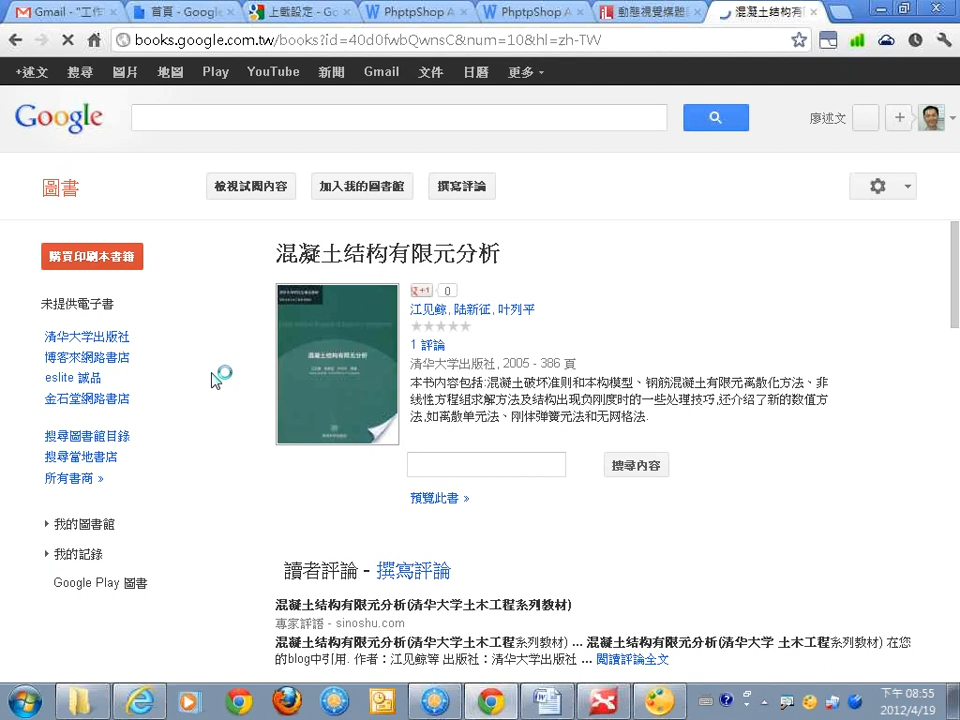 Gmail - "工作
首頁 - Google
上載設定 - Go
PhptpShop A
PhptpShop A
動態視覺媒體
混凝土结构有限
books.google.com.tw/books?id=40d0fwbQwnsC&num=10&hl=zh-TW
+述文 搜尋 圖片 地圖 Play YouTube 新聞 Gmail 文件 日曆 更多
Google
廖述文
+
圖書
檢視試閱內容 加入我的圖書館 撰寫評論
購買印刷本書籍
未提供電子書
清华大学出版社
博客來網路書店
eslite 誠品
金石堂網路書店
搜尋圖書館目錄
搜尋當地書店
所有書商 »
我的圖書館
我的記錄
Google Play 圖書
混凝土结构有限元分析
混凝土结构有限元分析
+1 0
江见鲸, 陆新征, 叶列平
1 評論
清华大学出版社, 2005 - 386 頁
本书内容包括:混凝土破坏准则和本构模型、钢筋混凝土有限元离散化方法、非
线性方程组求解方法及结构出现负刚度时的一些处理技巧,还介绍了新的数值方
法,如离散单元法、刚体弹簧元法和无网格法.
搜尋內容
預覽此書 »
讀者評論 - 撰寫評論
混凝土结构有限元分析(清华大学土木工程系列教材)
專家評語 - sinoshu.com
混凝土结构有限元分析(清华大学土木工程系列教材) ... 混凝土结构有限元分析(清华大学 土木工程系列教材) 在您
的blog中引用. 作者：江见鲸等 出版社：清华大学出版社 ... 閱讀評論全文
下午 08:55
2012/4/19